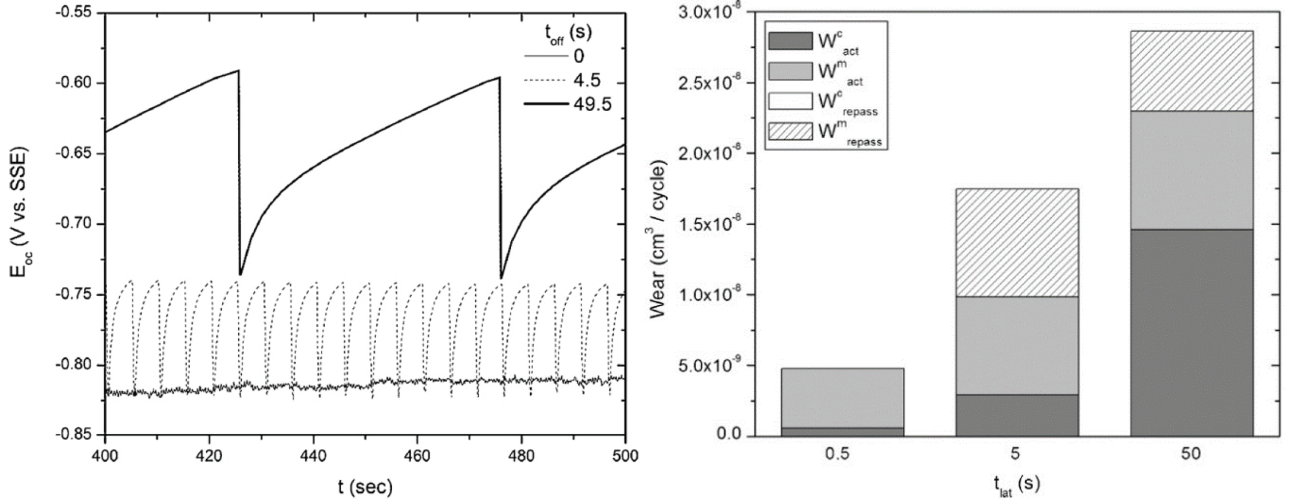 -0.55
-0.60
-0.65
-0.70
-0.75
-0.80
-0.85
E_oc (V vs. SSE)
t_off (s)
0
4.5
49.5
400
420
440
460
480
500
t (sec)
3.0x10^-8
2.5x10^-8
2.0x10^-8
1.5x10^-8
1.0x10^-8
5.0x10^-9
0.0
Wear (cm^3 / cycle)
W^c_act
W^m_act
W^c_repass
W^m_repass
0.5
5
50
t_lat (s)